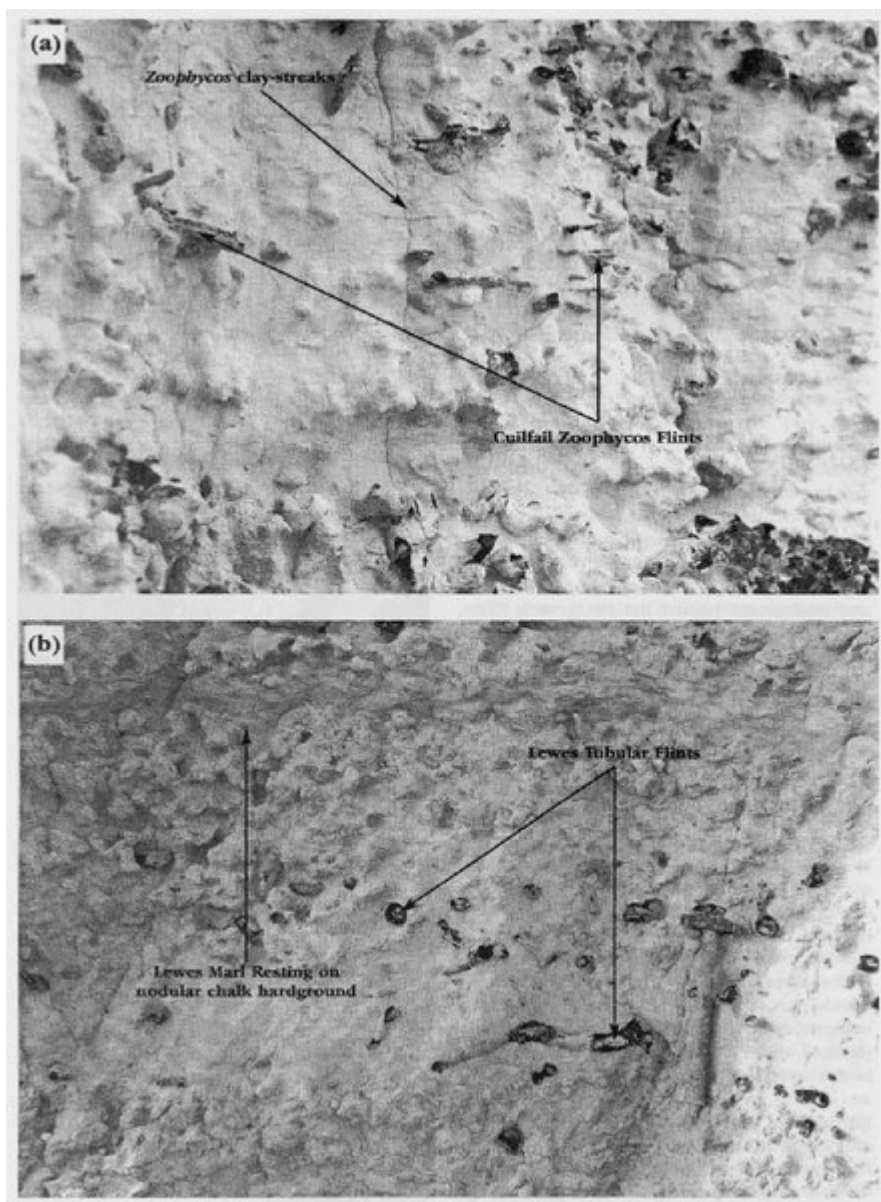 (a)
Zoophycos clay-streaks
Cuilfail Zoophycos Flints
(b)
Lewes Tubular Flints
Lewes Marl Resting on
nodular chalk hardground